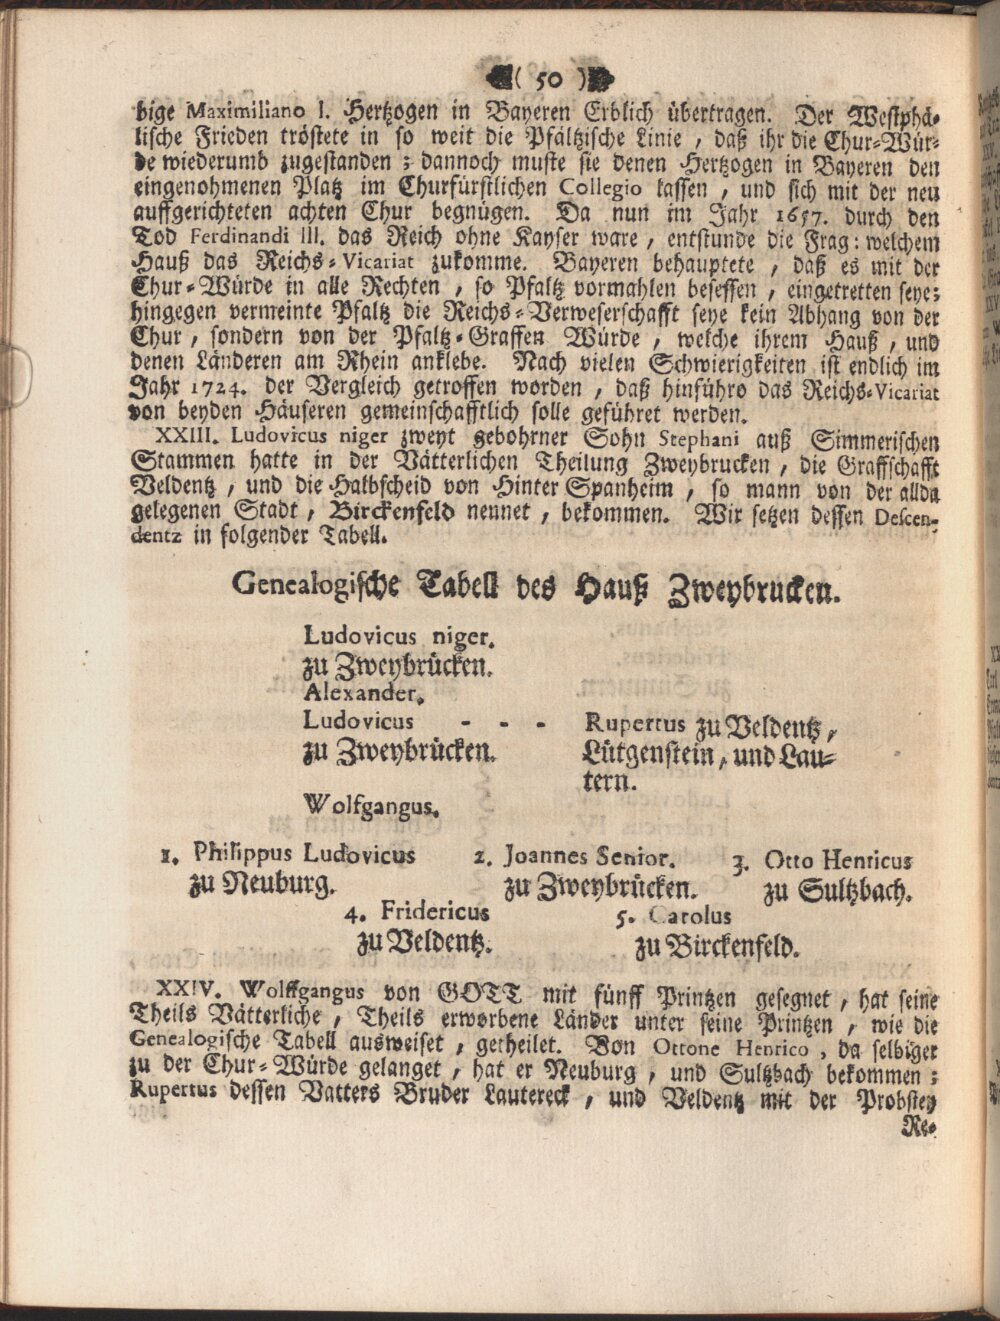 ( 50 )
bige Maximiliano I. Hertzogen in Bayeren Erblich übertragen. Der Westphä-
lische Frieden tröstete in so weit die Pfältzische Linie, daß ihr die Chur-Wür-
de wiederumb zugestanden; dannoch muste sie denen Hertzogen in Bayeren den
eingenohmenen Platz im Churfürstlichen Collegio lassen, und sich mit der neu
auffgerichteten achten Chur begnügen. Da nun im Jahr 1657. durch den
Tod Ferdinandi III. das Reich ohne Kayser ware, entstunde die Frag: welchem
Hauß das Reichs-Vicariat zukomme. Bayeren behauptete, daß es mit der
Chur-Würde in alle Rechten, so Pfaltz vormahlen besessen, eingetretten seye;
hingegen vermeinte Pfaltz die Reichs-Verweserschafft seye kein Abhang von der
Chur, sondern von der Pfaltz-Graffen Würde, welche ihrem Hauß, und
denen Länderen am Rhein anklebe. Nach vielen Schwierigkeiten ist endlich im
Jahr 1724. der Vergleich getroffen worden, daß hinführo das Reichs-Vicariat
von beyden Häuseren gemeinschafftlich solle geführet werden.
XXIII. Ludovicus niger zweyt gebohrner Sohn Stephani auß Simmerischen
Stammen hatte in der Vätterlichen Theilung Zweybrucken, die Graffschafft
Veldentz, und die Halbscheid von Hinter Spanheim, so mann von der allda
gelegenen Stadt, Birckenfeld nennet, bekommen. Wir setzen dessen Descen-
dentz in folgender Tabell.
Genealogische Tabell des Hauß Zweybrucken.
Ludovicus niger.
zu Zweybrücken.
Alexander.
Ludovicus - - - Rupertus zu Veldentz,
zu Zweybrücken. Lützenstein, und Lau-
tern.
Wolfgangus.
1. Philippus Ludovicus 2. Joannes Senior. 3. Otto Henricus
zu Neuburg. zu Zweybrücken. zu Sultzbach.
4. Fridericus 5. Carolus
zu Veldentz. zu Birckenfeld.
XXIV. Wolffgangus von GOTT mit fünff Printzen gesegnet, hat seine
Theils Vätterliche, Theils erworbene Länder unter seine Printzen, wie die
Genealogische Tabell ausweiset, getheilet. Von Ottone Henrico, da selbiger
zu der Chur-Würde gelanget, hat er Neuburg, und Sultzbach bekommen;
Rupertus dessen Vatters Bruder Lautereck, und Veldentz mit der Probstey
Re-